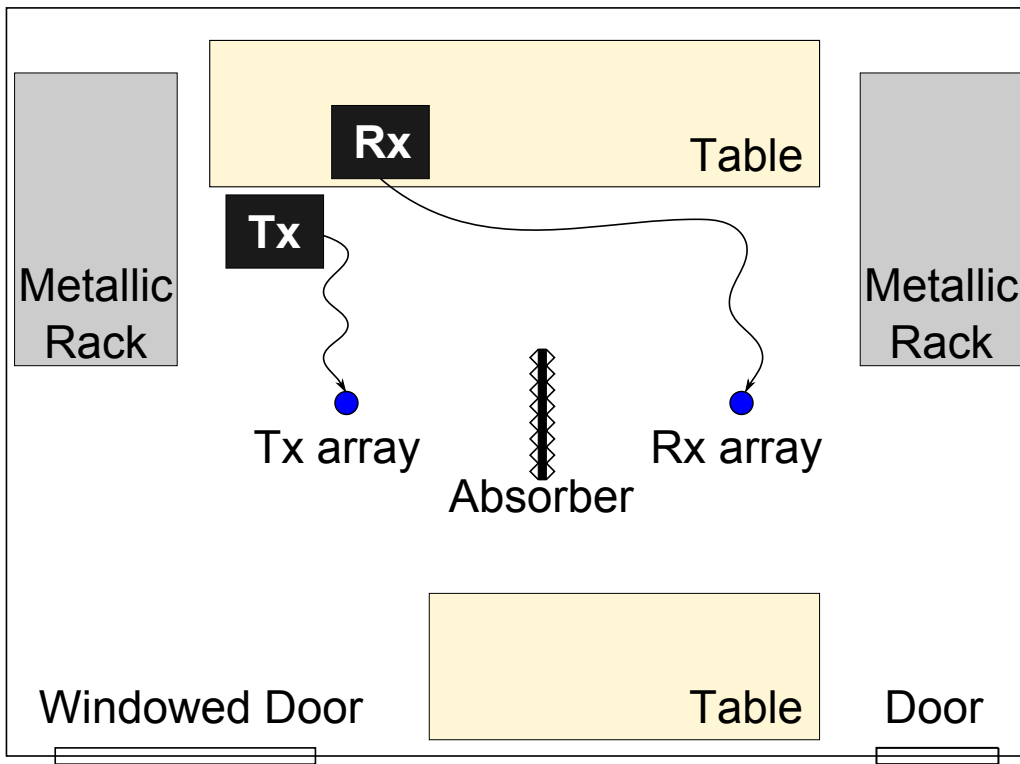 Rx
Table
Tx
Metallic
Rack
Metallic
Rack
Tx array
Rx array
Absorber
Windowed Door
Table
Door